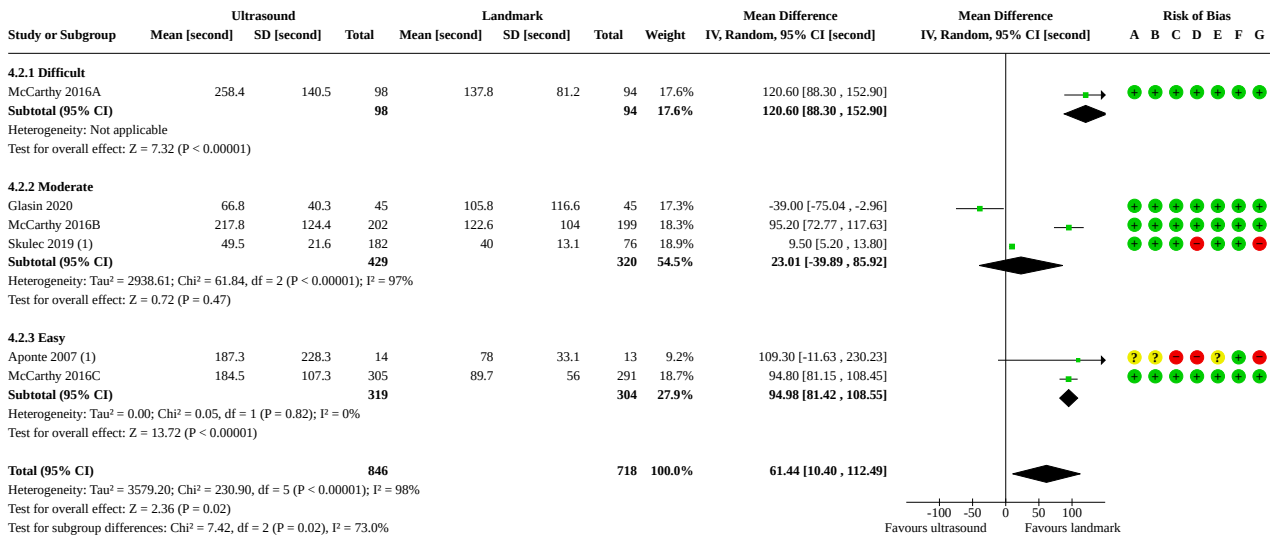 Ultrasound Landmark Mean Difference Mean Difference Risk of Bias
Study or Subgroup Mean [second] SD [second] Total Mean [second] SD [second] Total Weight IV, Random, 95% CI [second] IV, Random, 95% CI [second] A B C D E F G
4.2.1 Difficult
McCarthy 2016A 258.4 140.5 98 137.8 81.2 94 17.6% 120.60 [88.30 , 152.90] + + + + + + +
Subtotal (95% CI) 98 94 17.6% 120.60 [88.30 , 152.90]
Heterogeneity: Not applicable
Test for overall effect: Z = 7.32 (P < 0.00001)
4.2.2 Moderate
Glasin 2020 66.8 40.3 45 105.8 116.6 45 17.3% -39.00 [-75.04 , -2.96] + + + + + + +
McCarthy 2016B 217.8 124.4 202 122.6 104 199 18.3% 95.20 [72.77 , 117.63] + + + + + + +
Skulec 2019 (1) 49.5 21.6 182 40 13.1 76 18.9% 9.50 [5.20 , 13.80] + + + − + + −
Subtotal (95% CI) 429 320 54.5% 23.01 [-39.89 , 85.92]
Heterogeneity: Tau² = 2938.61; Chi² = 61.84, df = 2 (P < 0.00001); I² = 97%
Test for overall effect: Z = 0.72 (P = 0.47)
4.2.3 Easy
Aponte 2007 (1) 187.3 228.3 14 78 33.1 13 9.2% 109.30 [-11.63 , 230.23] ? ? − − ? + −
McCarthy 2016C 184.5 107.3 305 89.7 56 291 18.7% 94.80 [81.15 , 108.45] + + + + + + +
Subtotal (95% CI) 319 304 27.9% 94.98 [81.42 , 108.55]
Heterogeneity: Tau² = 0.00; Chi² = 0.05, df = 1 (P = 0.82); I² = 0%
Test for overall effect: Z = 13.72 (P < 0.00001)
Total (95% CI) 846 718 100.0% 61.44 [10.40 , 112.49]
Heterogeneity: Tau² = 3579.20; Chi² = 230.90, df = 5 (P < 0.00001); I² = 98%
Test for overall effect: Z = 2.36 (P = 0.02)
-100 -50 0 50 100
Test for subgroup differences: Chi² = 7.42, df = 2 (P = 0.02), I² = 73.0%
Favours ultrasound Favours landmark